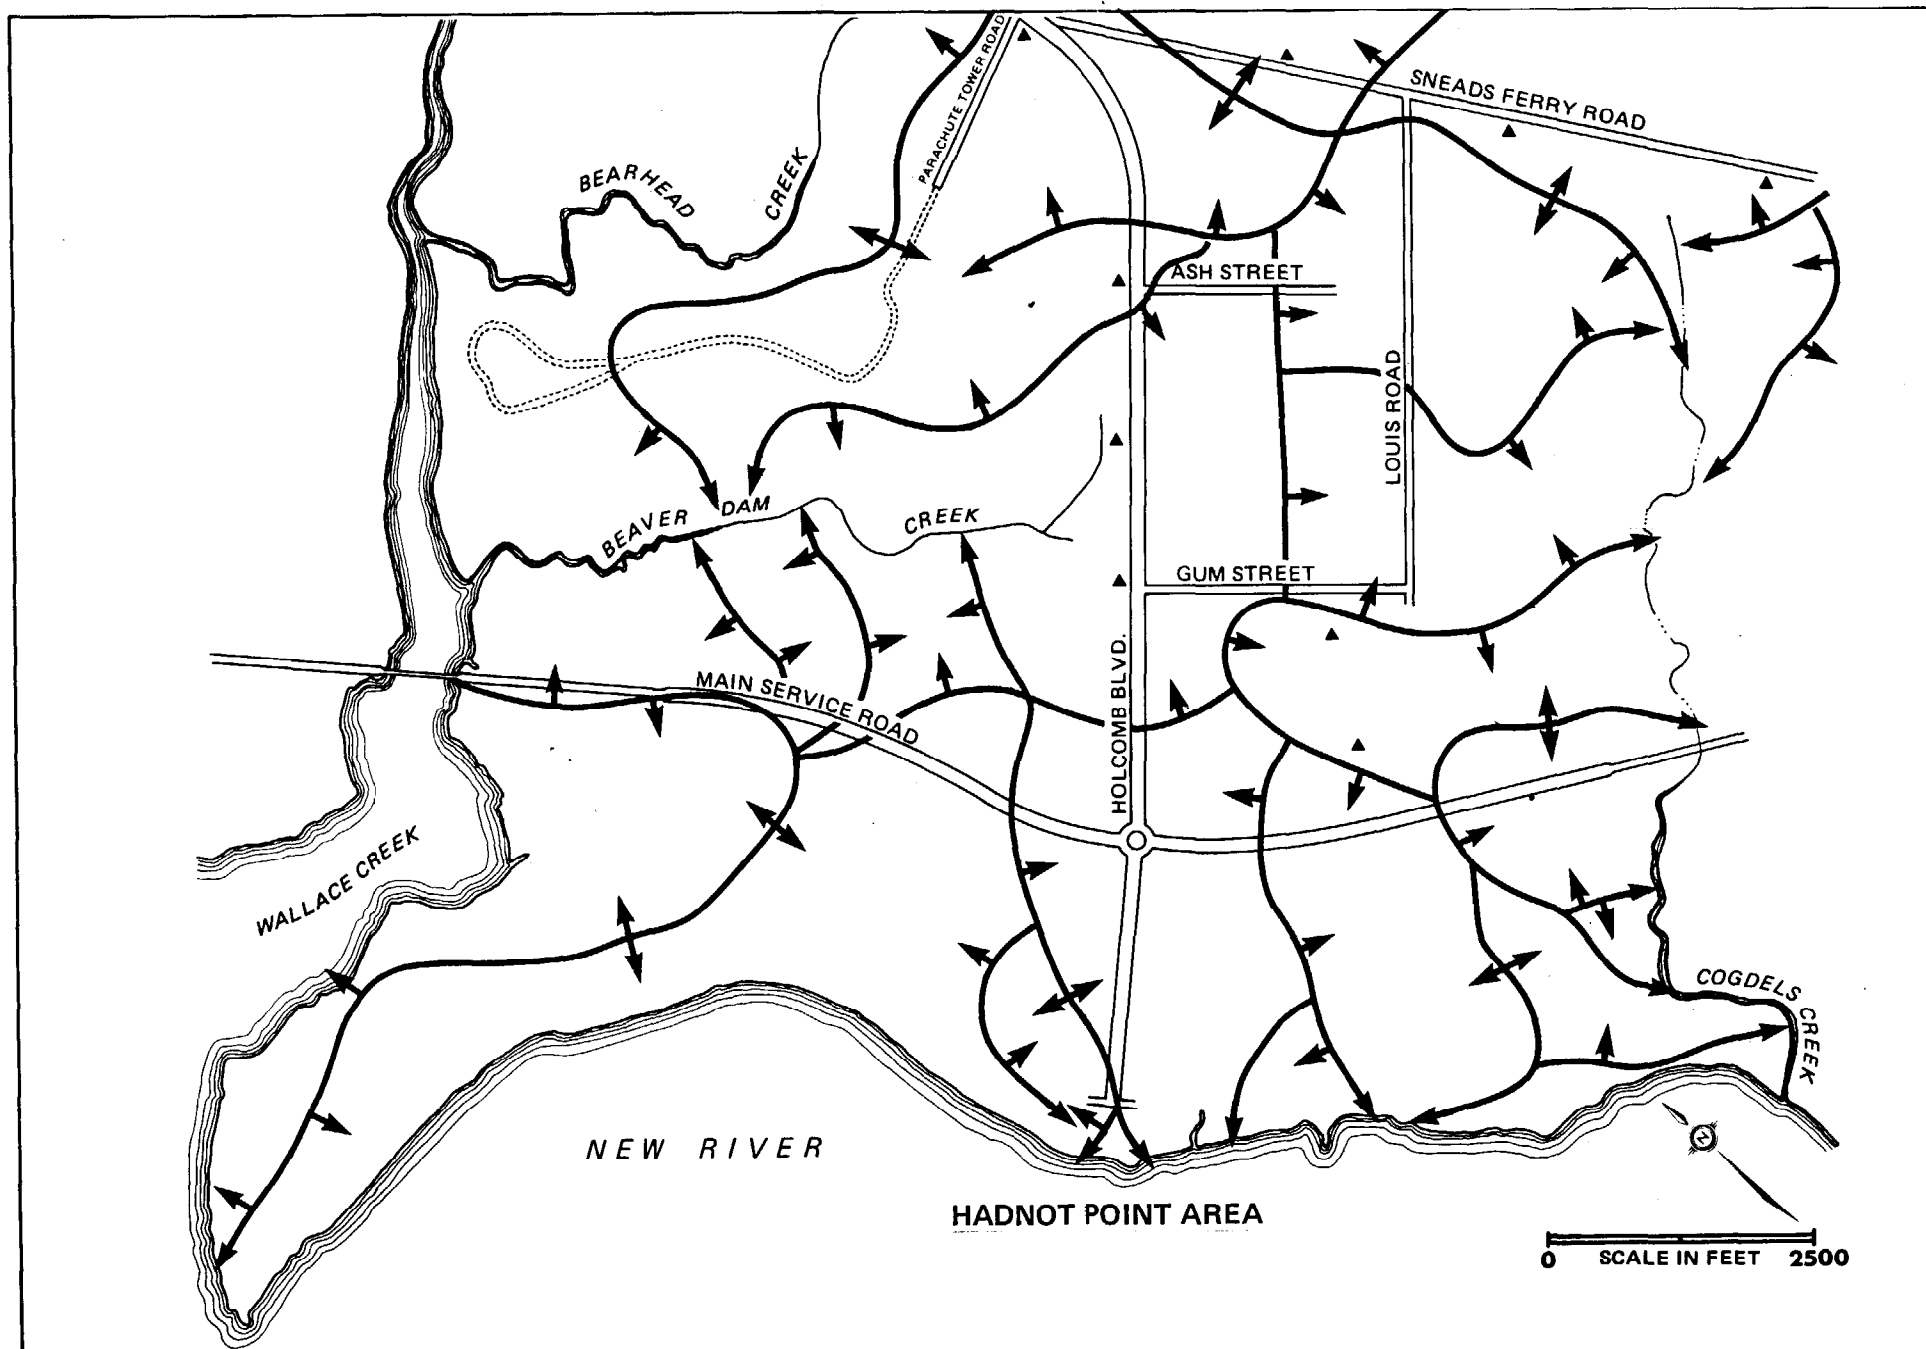 PARACHUTE TOWER ROAD
SNEADS FERRY ROAD
BEARHEAD
CREEK
ASH STREET
LOUIS ROAD
BEAVER DAM
CREEK
GUM STREET
HOLCOMB BLVD.
MAIN SERVICE ROAD
WALLACE CREEK
COGDELS
CREEK
NEW RIVER
N
HADNOT POINT AREA
0 SCALE IN FEET 2500